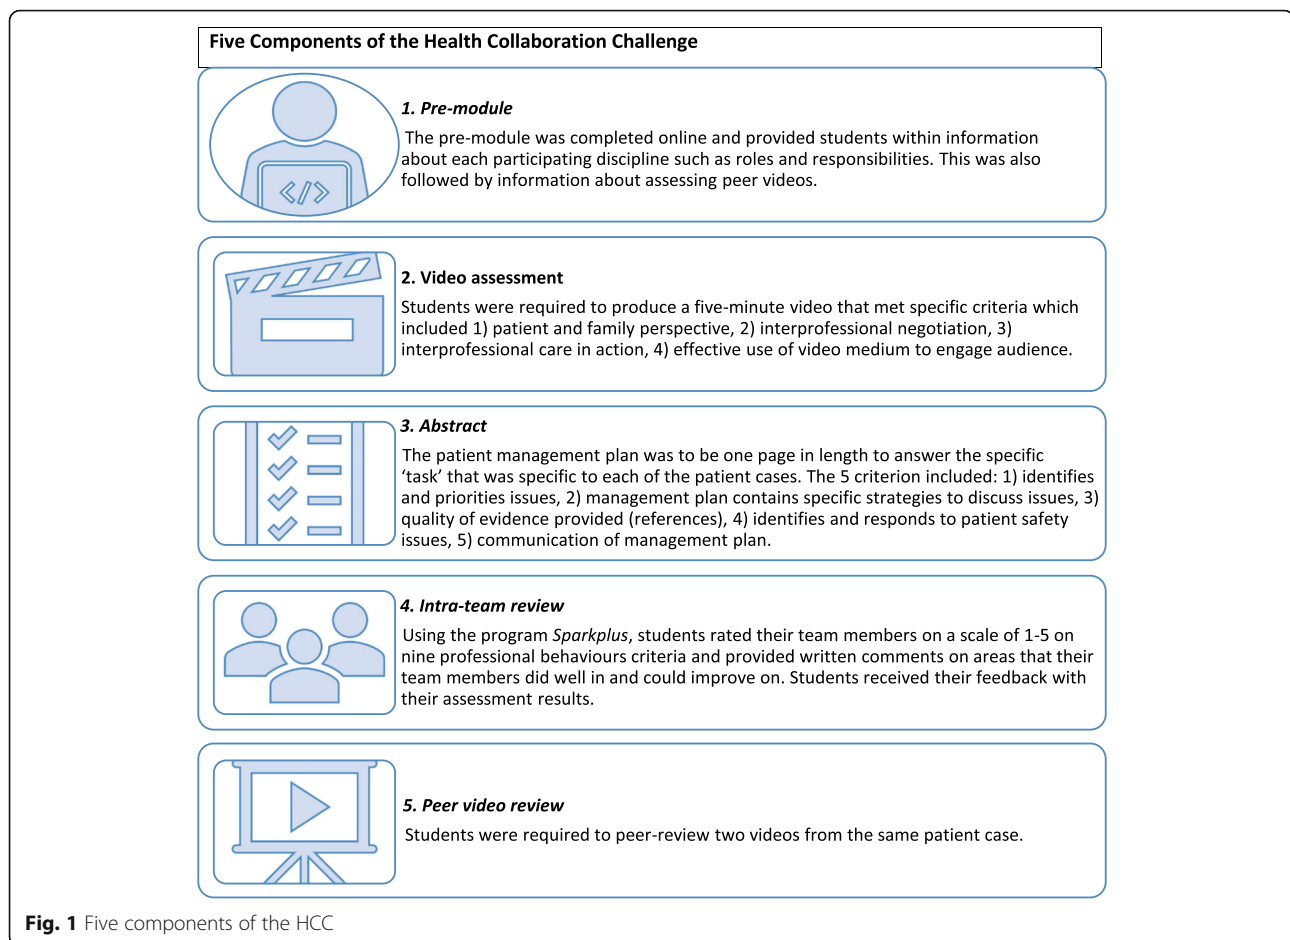 Five Components of the Health Collaboration Challenge
1. Pre-module
The pre-module was completed online and provided students within information
about each participating discipline such as roles and responsibilities. This was also
followed by information about assessing peer videos.
</>
2. Video assessment
Students were required to produce a five-minute video that met specific criteria which
included 1) patient and family perspective, 2) interprofessional negotiation, 3)
interprofessional care in action, 4) effective use of video medium to engage audience.
3. Abstract
The patient management plan was to be one page in length to answer the specific
‘task’ that was specific to each of the patient cases. The 5 criterion included: 1) identifies
and priorities issues, 2) management plan contains specific strategies to discuss issues, 3)
quality of evidence provided (references), 4) identifies and responds to patient safety
issues, 5) communication of management plan.
4. Intra-team review
Using the program Sparkplus, students rated their team members on a scale of 1-5 on
nine professional behaviours criteria and provided written comments on areas that their
team members did well in and could improve on. Students received their feedback with
their assessment results.
5. Peer video review
Students were required to peer-review two videos from the same patient case.
Fig. 1 Five components of the HCC